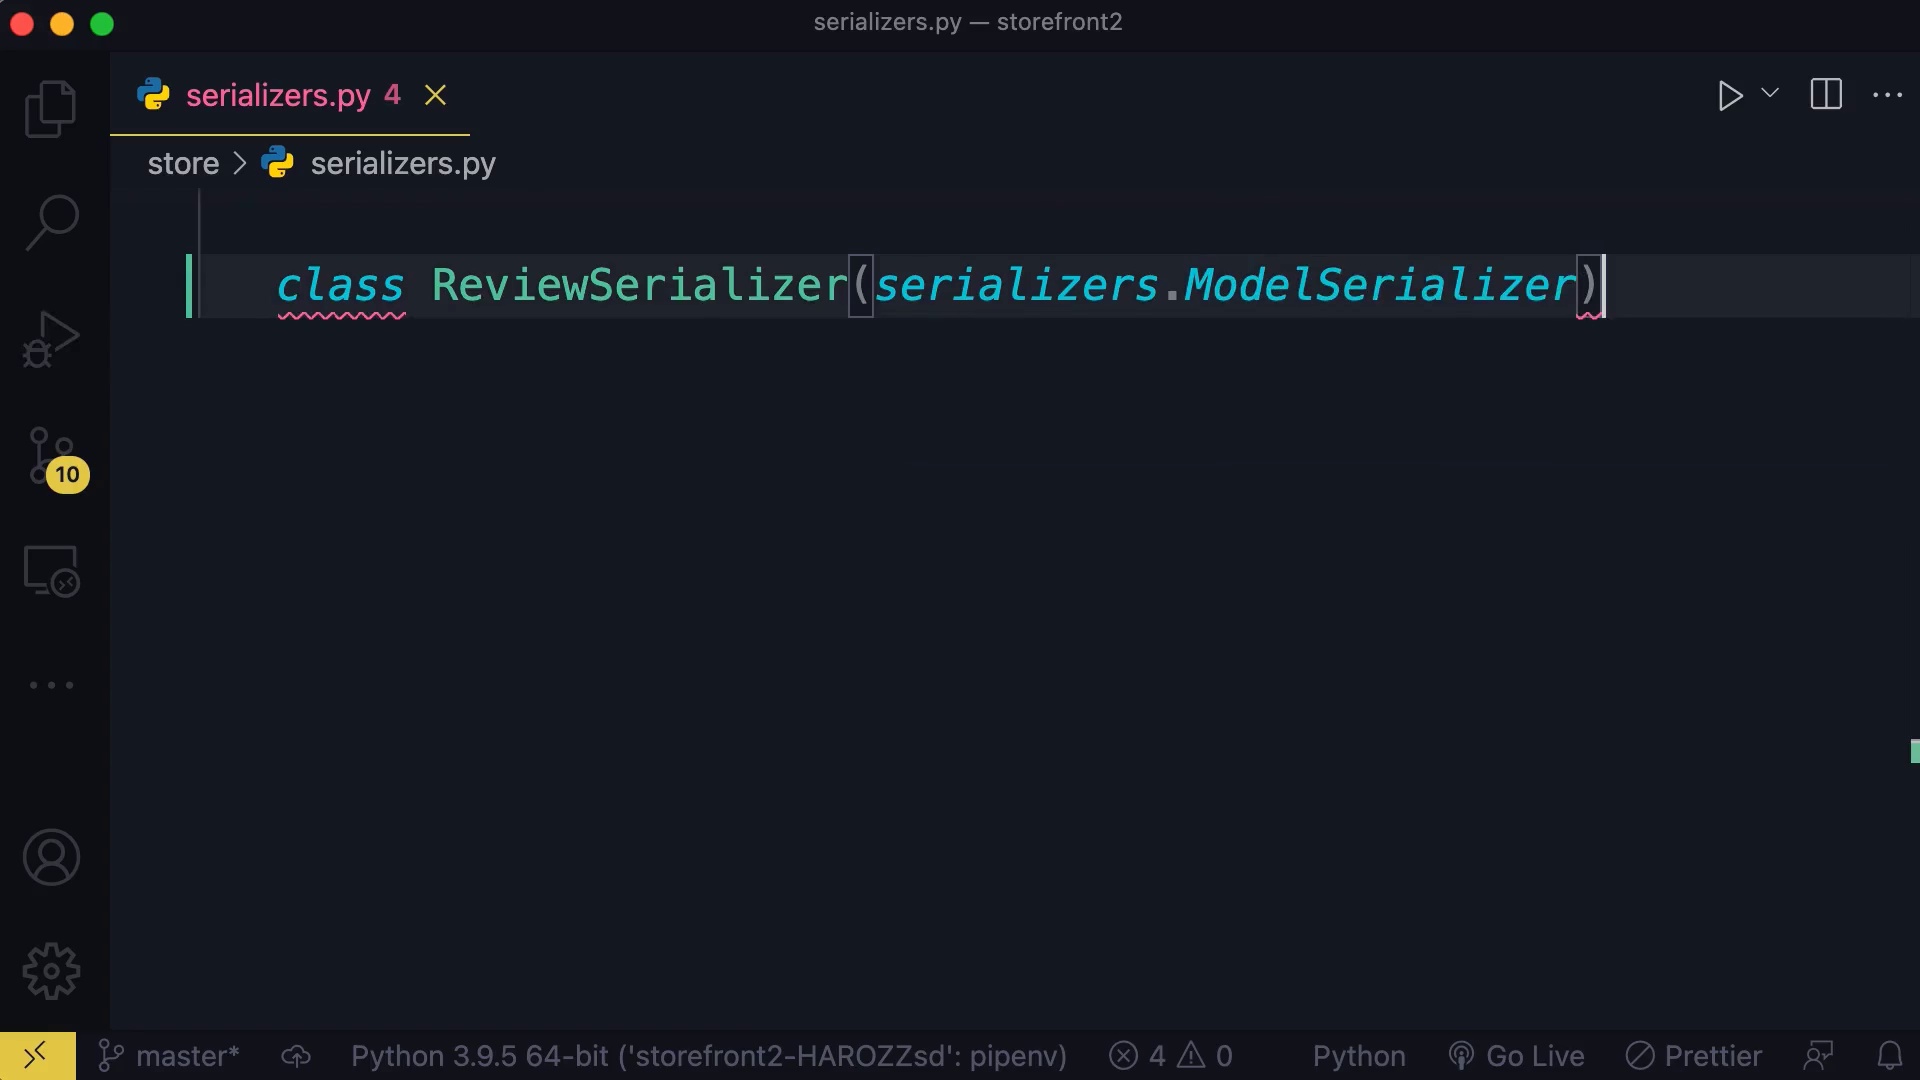 serializers.py — storefront2
serializers.py 4
store > serializers.py
class ReviewSerializer(serializers.ModelSerializer)
10
master* Python 3.9.5 64-bit ('storefront2-HAROZZsd': pipenv) 4 0 Python Go Live Prettier